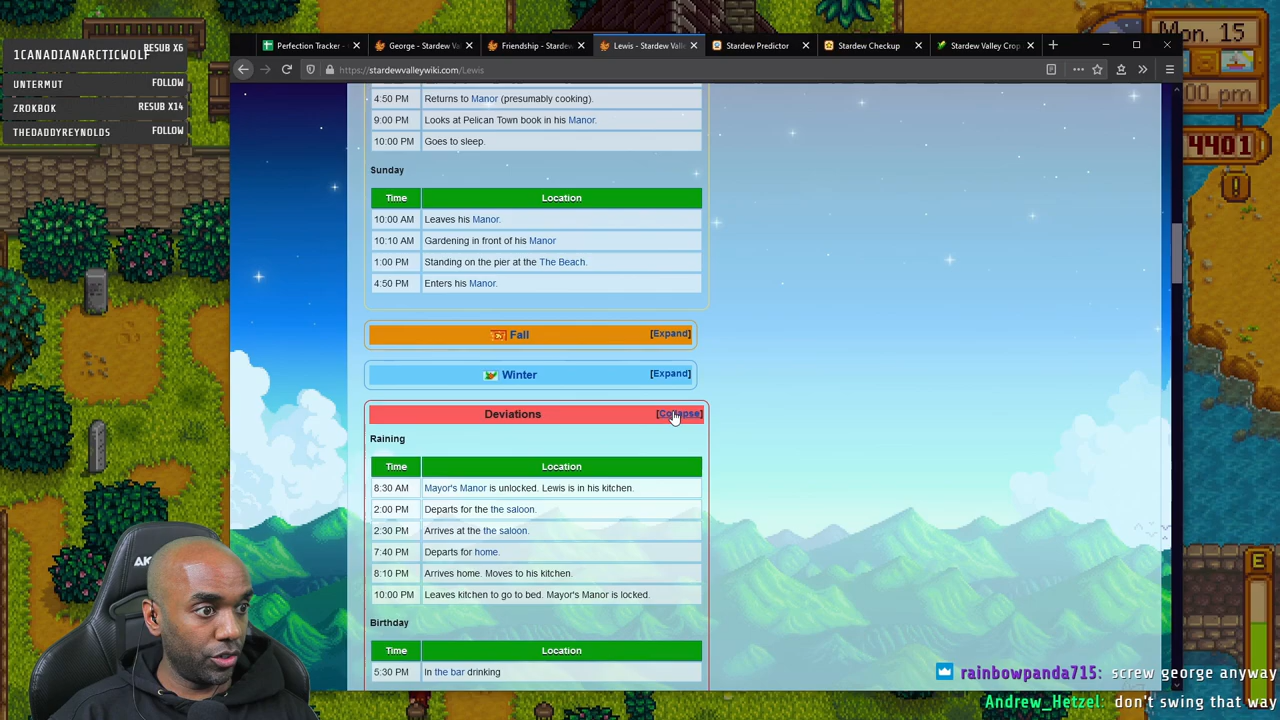 1CANADIANARCTICWOLF RESUB X6
UNTERMUT FOLLOW
ZROKBOK RESUB X14
THEDADDYREYNOLDS FOLLOW
Perfection Tracker -
George - Stardew Va
Friendship - Stardew
Lewis - Stardew Valle
Stardew Predictor
Stardew Checkup
Stardew Valley Crop
Mon. 15
https://stardewvalleywiki.com/Lewis
00 pm
4401
4:50 PM Returns to Manor (presumably cooking).
9:00 PM Looks at Pelican Town book in his Manor.
10:00 PM Goes to sleep.
Sunday
Time Location
10:00 AM Leaves his Manor.
10:10 AM Gardening in front of his Manor
1:00 PM Standing on the pier at the The Beach.
4:50 PM Enters his Manor.
Fall [Expand]
Winter [Expand]
Deviations [Collapse]
Raining
Time Location
8:30 AM Mayor's Manor is unlocked. Lewis is in his kitchen.
2:00 PM Departs for the the saloon.
2:30 PM Arrives at the the saloon.
7:40 PM Departs for home.
8:10 PM Arrives home. Moves to his kitchen.
10:00 PM Leaves kitchen to go to bed. Mayor's Manor is locked.
Birthday
Time Location
5:30 PM In the bar drinking
E
AK
rainbowpanda715: screw george anyway
Andrew_Hetzel: don't swing that way